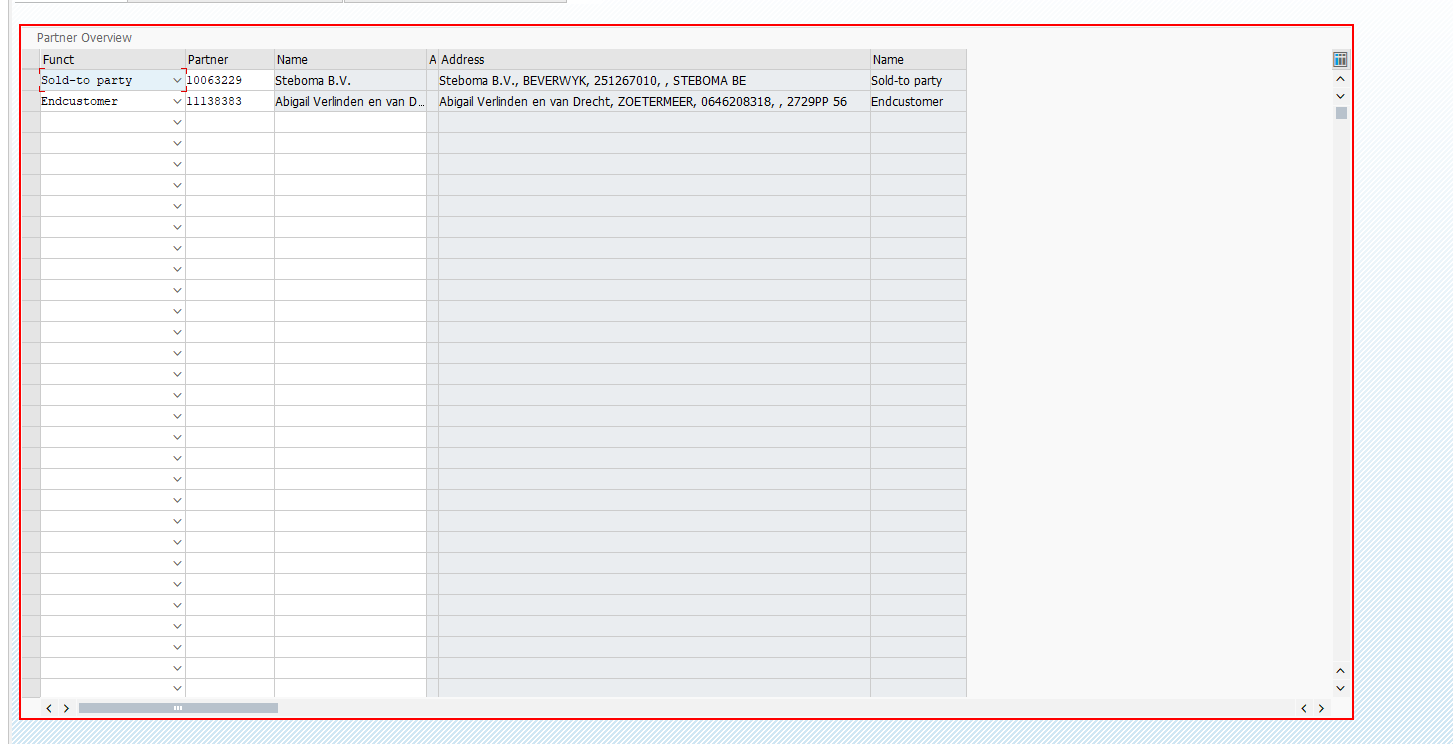 Partner Overview
Funct Partner Name A Address Name
Sold-to party 10063229 Steboma B.V. Steboma B.V., BEVERWYK, 251267010, , STEBOMA BE Sold-to party
Endcustomer 11138383 Abigail Verlinden en van D... Abigail Verlinden en van Drecht, ZOETERMEER, 0646208318, , 2729PP 56 Endcustomer